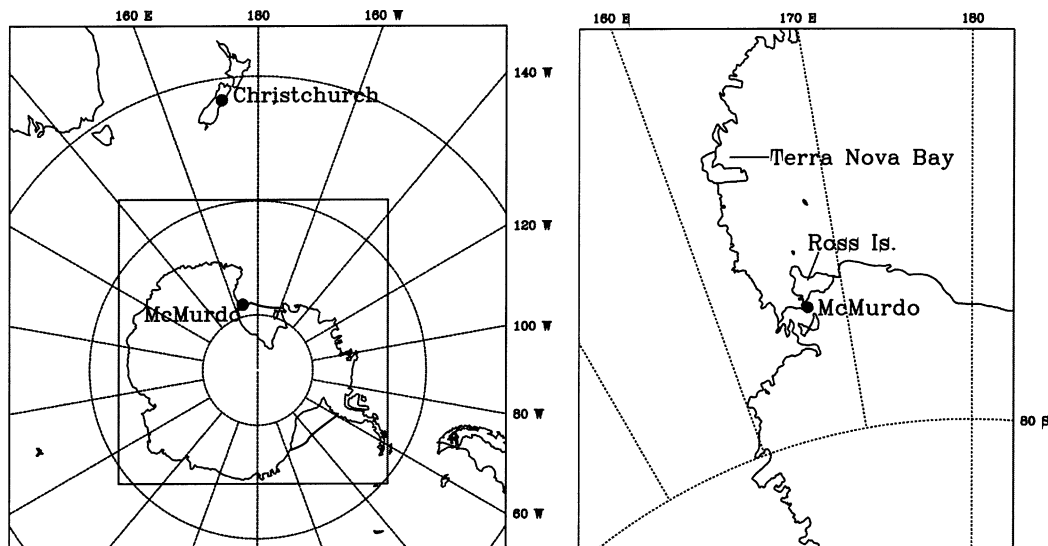 160 E 180 160 W
140 W
Christchurch
120 W
McMurdo
100 W
80 W
60 W
160 E 170 E 180
Terra Nova Bay
Ross Is.
McMurdo
80 S